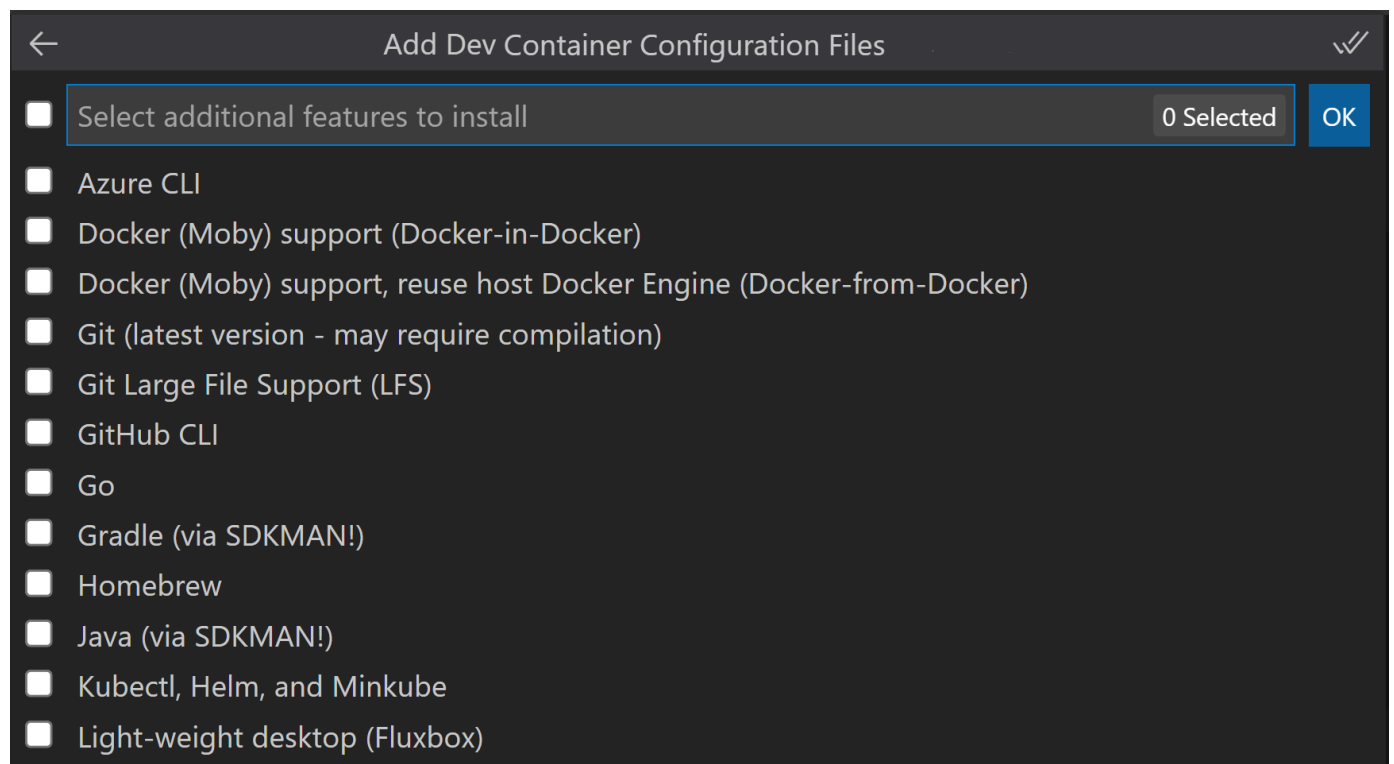 Add Dev Container Configuration Files
Select additional features to install 0 Selected OK
Azure CLI
Docker (Moby) support (Docker-in-Docker)
Docker (Moby) support, reuse host Docker Engine (Docker-from-Docker)
Git (latest version - may require compilation)
Git Large File Support (LFS)
GitHub CLI
Go
Gradle (via SDKMAN!)
Homebrew
Java (via SDKMAN!)
Kubectl, Helm, and Minkube
Light-weight desktop (Fluxbox)